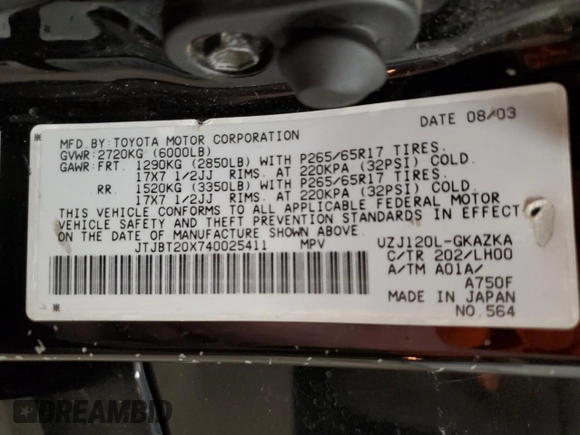 DATE 08/03
MFD.BY:TOYOTA MOTOR CORPORATION
GVWR:2720KG (6000LB)
GAWR:FRT. 1290KG (2850LB) WITH P265/65R17 TIRES.
17X7 1/2JJ RIMS. AT 220KPA (32PSI) COLD.
RR. 1520KG (3350LB) WITH P265/65R17 TIRES.
17X7 1/2JJ RIMS. AT 220KPA (32PSI) COLD.
THIS VEHICLE CONFORMS TO ALL APPLICABLE FEDERAL MOTOR
VEHICLE SAFETY AND THEFT PREVENTION STANDARDS IN EFFECT
ON THE DATE OF MANUFACTURE SHOWN ABOVE.
JTJBT20X740025411 MPV UZJ120L-GKAZKA
C/TR 202/LH00
A/TM A01A/
A750F
MADE IN JAPAN
NO.564
DREAMBID